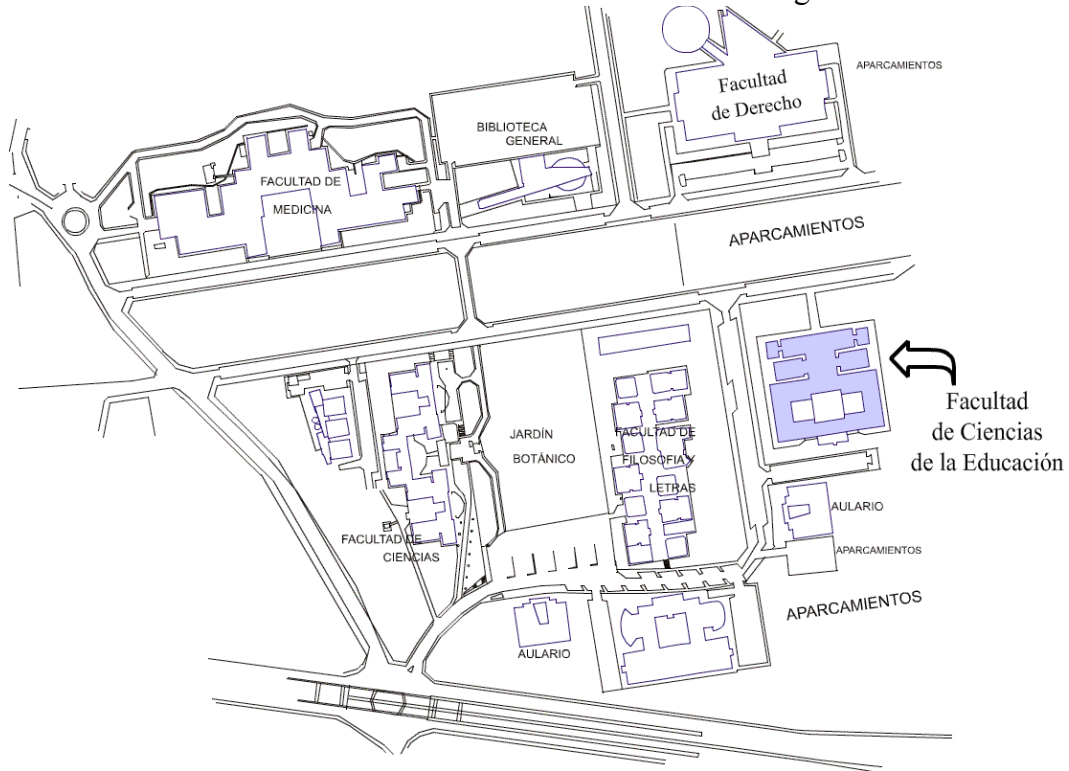 Facultad
de Derecho
APARCAMIENTOS
BIBLIOTECA
GENERAL
FACULTAD DE
MEDICINA
APARCAMIENTOS
Facultad
de Ciencias
de la Educación
JARDÍN
BOTÁNICO
FACULTAD DE
FILOSOFIA Y
LETRAS
AULARIO
FACULTAD DE
CIENCIAS
APARCAMIENTOS
APARCAMIENTOS
AULARIO